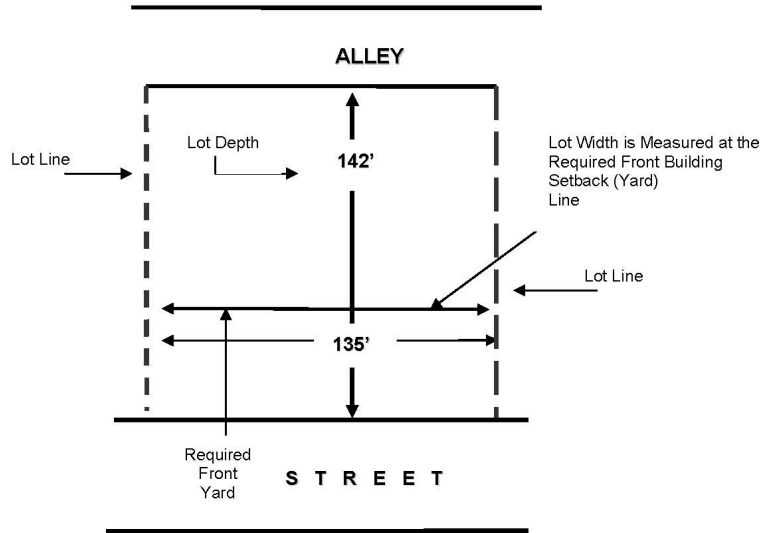 ALLEY
Lot Line
Lot Depth
142'
Lot Width is Measured at the
Required Front Building
Setback (Yard)
Line
Lot Line
135'
Required
Front
Yard
S T R E E T